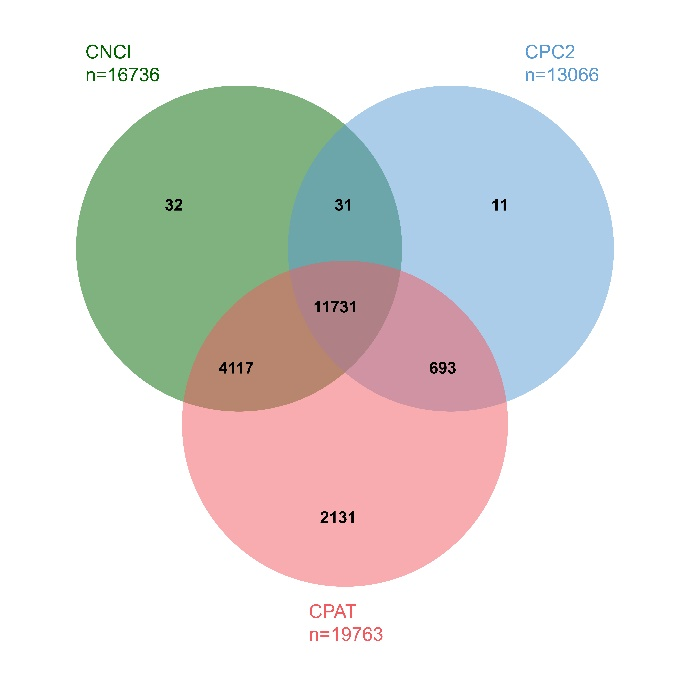 CNCI
n=16736
CPC2
n=13066
32
31
11
11731
4117
693
2131
CPAT
n=19763